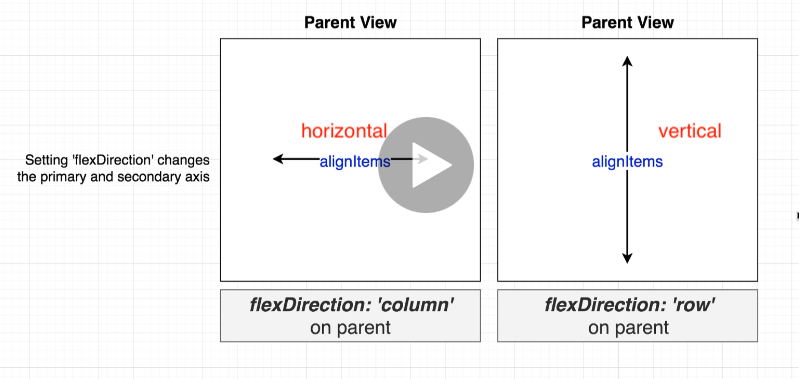 Parent View
Parent View
horizontal
vertical
Setting 'flexDirection' changes
the primary and secondary axis
alignItems
alignItems
flexDirection: 'column'
on parent
flexDirection: 'row'
on parent